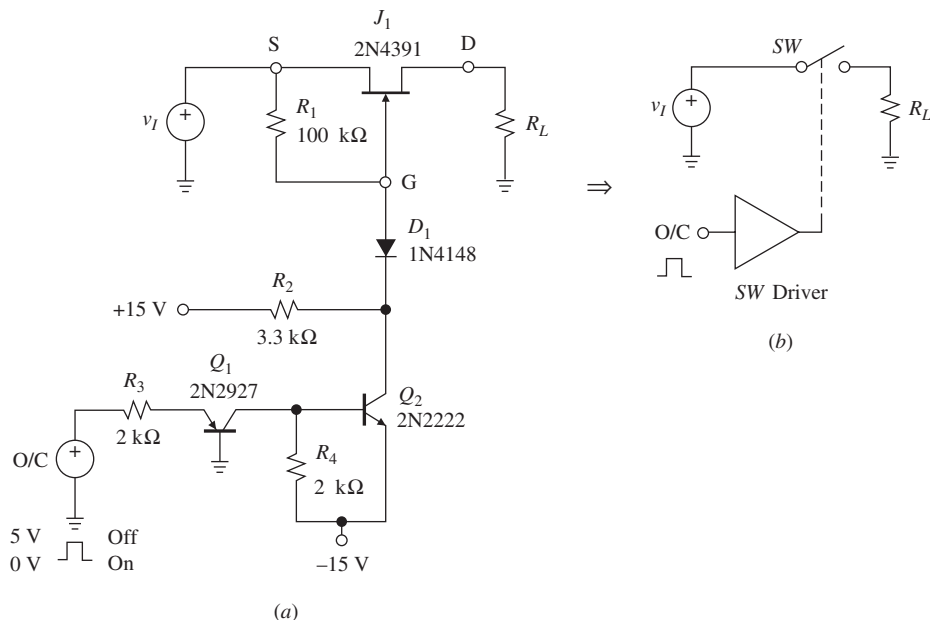 J1
2N4391
S
D
vI
+
R1
100 kΩ
RL
G
D1
1N4148
R2
+15 V
3.3 kΩ
Q1
2N2927
R3
2 kΩ
Q2
2N2222
O/C
+
R4
2 kΩ
5 V Off
0 V On
–15 V
(a)
⇒
SW
vI
+
RL
O/C
SW Driver
(b)